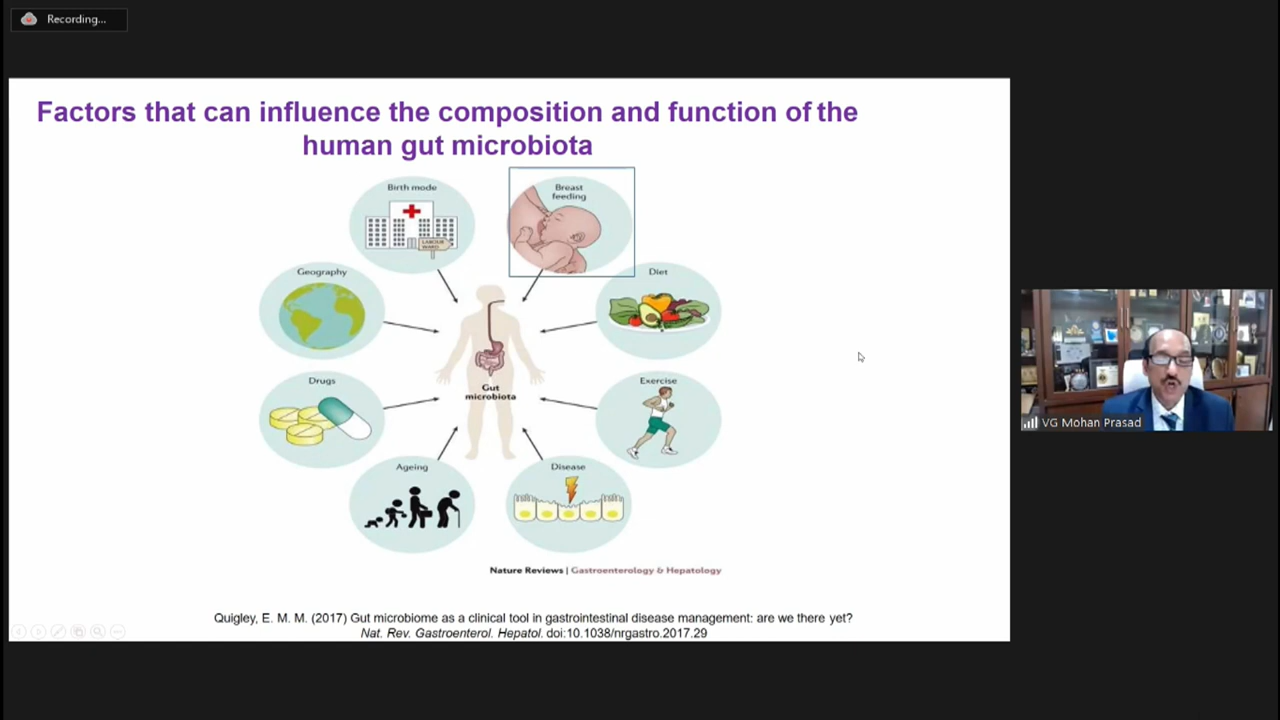 Recording...
Factors that can influence the composition and function of the
human gut microbiota
Birth mode
LABOUR
WARD
Breast
feeding
Geography
Diet
Drugs
Gut
microbiota
Exercise
Ageing
Disease
Nature Reviews | Gastroenterology & Hepatology
Quigley, E. M. M. (2017) Gut microbiome as a clinical tool in gastrointestinal disease management: are we there yet?
Nat. Rev. Gastroenterol. Hepatol. doi:10.1038/nrgastro.2017.29
VG Mohan Prasad